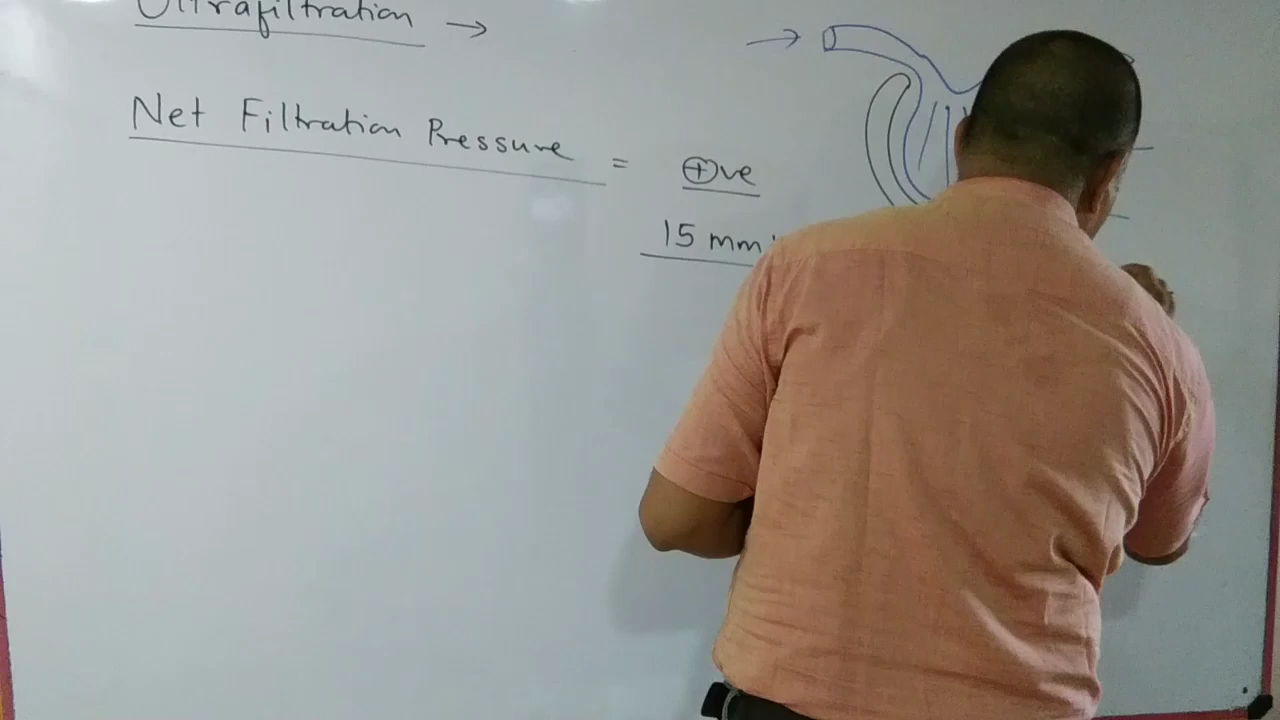 Ultrafiltration →
Net Filtration Pressure = ⊕ve
15 mm